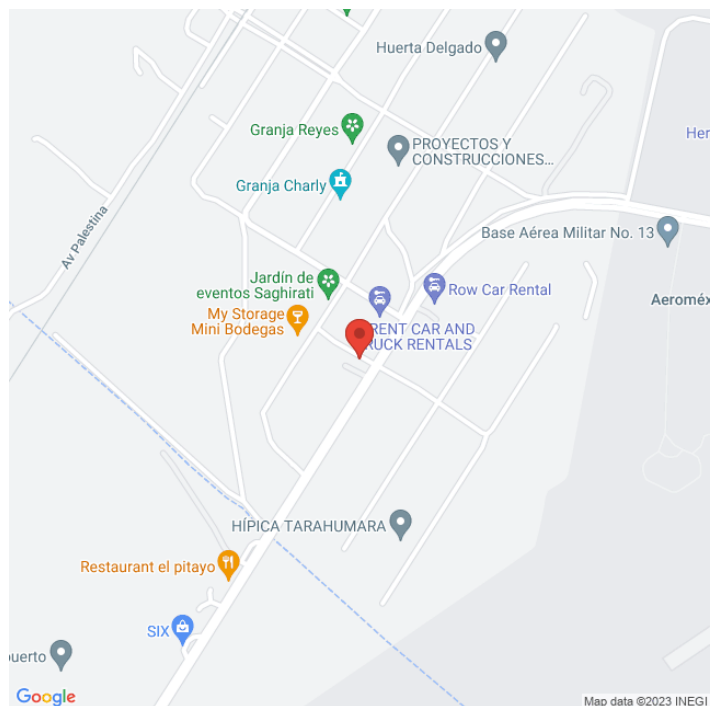 Huerta Delgado
Granja Reyes
PROYECTOS Y
CONSTRUCCIONES...
Her
Granja Charly
Av Palestina
Base Aérea Militar No. 13
Jardín de
eventos Saghirati
Row Car Rental
Aeroméx
My Storage
Mini Bodegas
RENT CAR AND
RUCK RENTALS
HÍPICA TARAHUMARA
Restaurant el pitayo
SIX
puerto
Google
Map data ©2023 INEGI